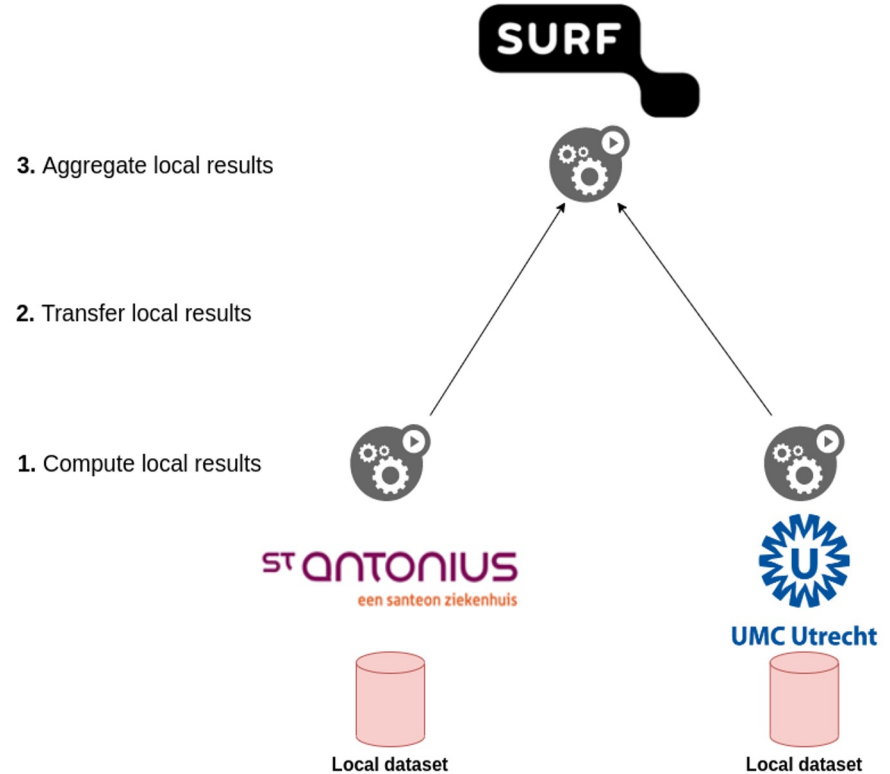 SURF
3. Aggregate local results
2. Transfer local results
1. Compute local results
ST ANTONIUS
een santeon ziekenhuis
U
UMC Utrecht
Local dataset
Local dataset